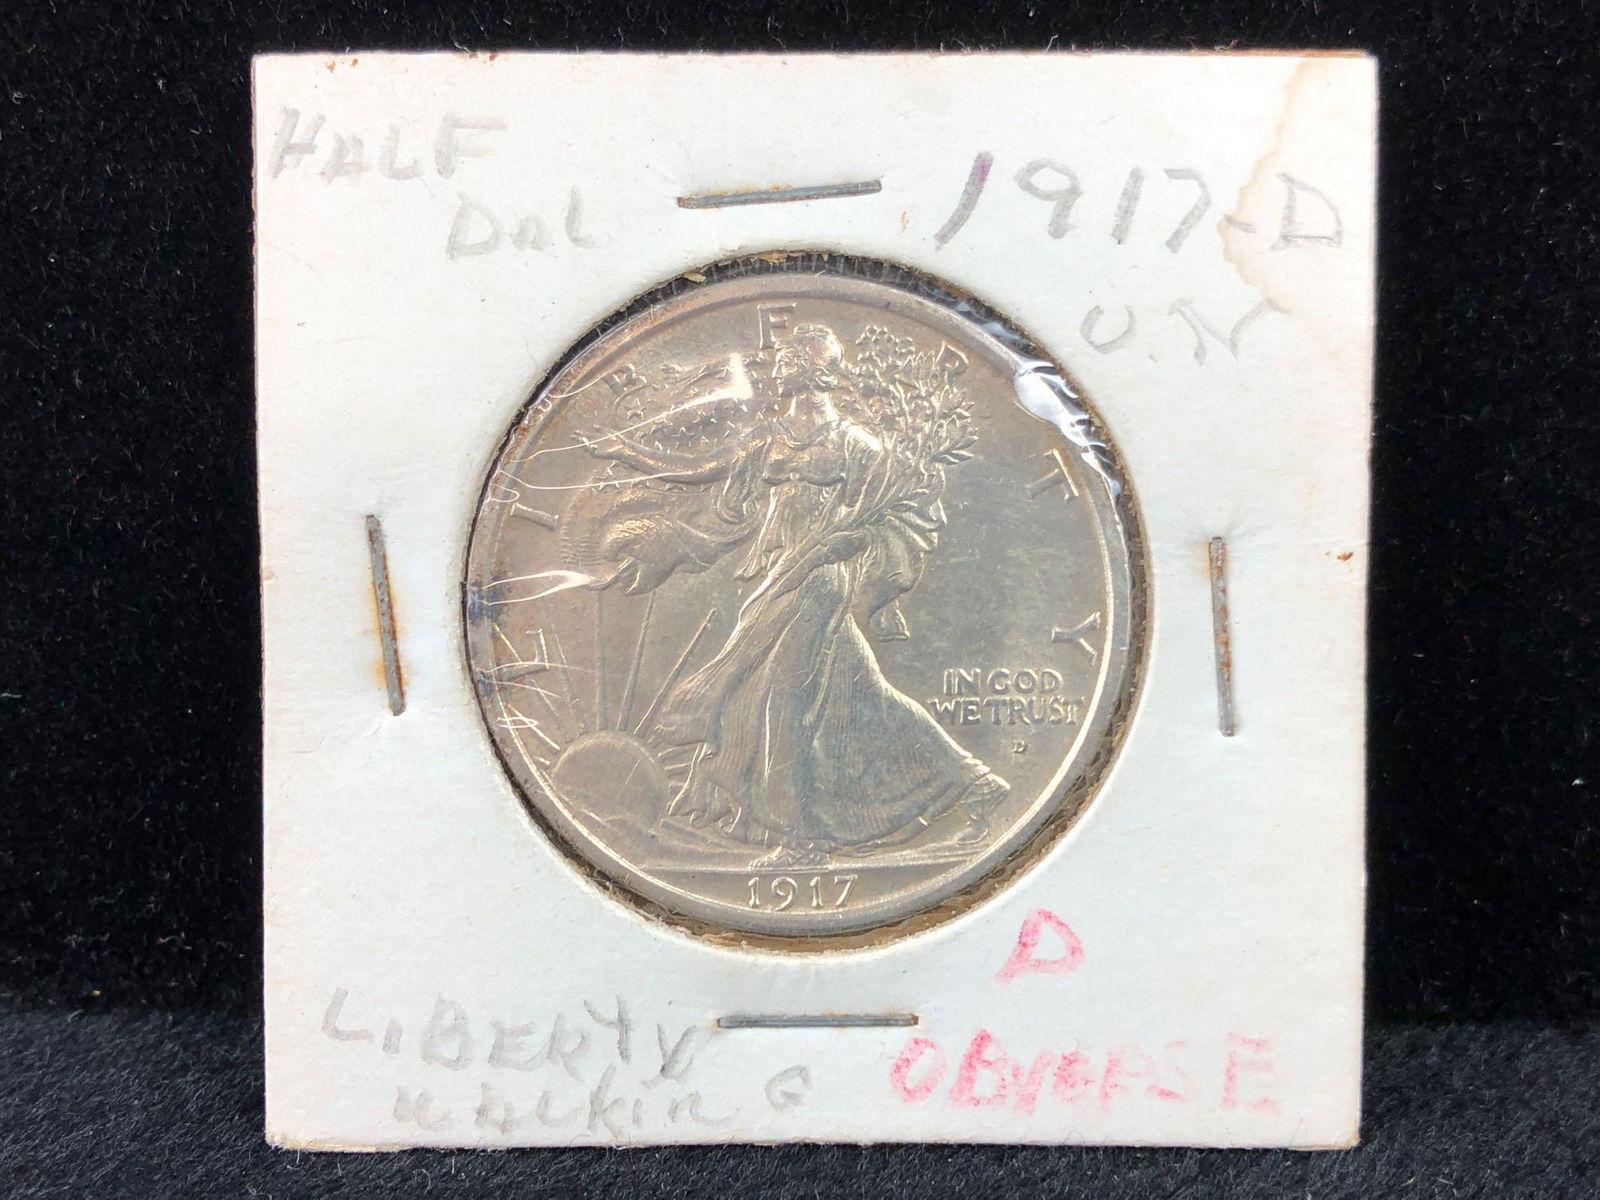 HALF
DOL
1917-D
U.N
LIBERTY
IN GOD
WE TRUST
D
1917
D
OBVERSE
LIBERTY
WALKING